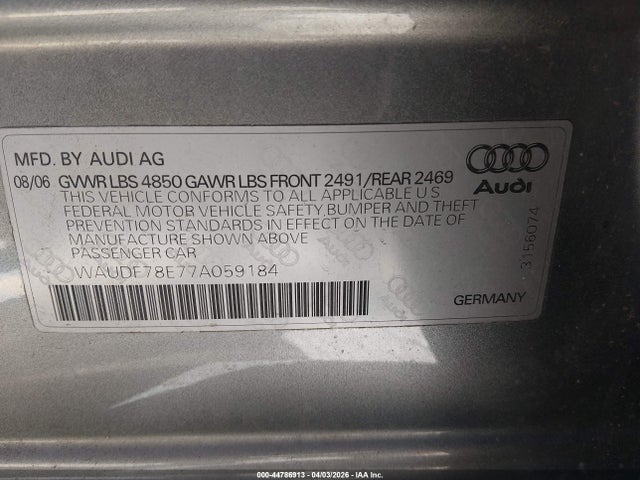 MFD. BY AUDI AG
08/06 GVWR LBS 4850 GAWR LBS FRONT 2491/REAR 2469
THIS VEHICLE CONFORMS TO ALL APPLICABLE U S
FEDERAL MOTOR VEHICLE SAFETY, BUMPER AND THEFT
PREVENTION STANDARDS IN EFFECT ON THE DATE OF
MANUFACTURE SHOWN ABOVE
PASSENGER CAR
WAUDF78E77A059184
Audi
3156074
GERMANY
000-44786913 - 04/03/2026 - IAA Inc.